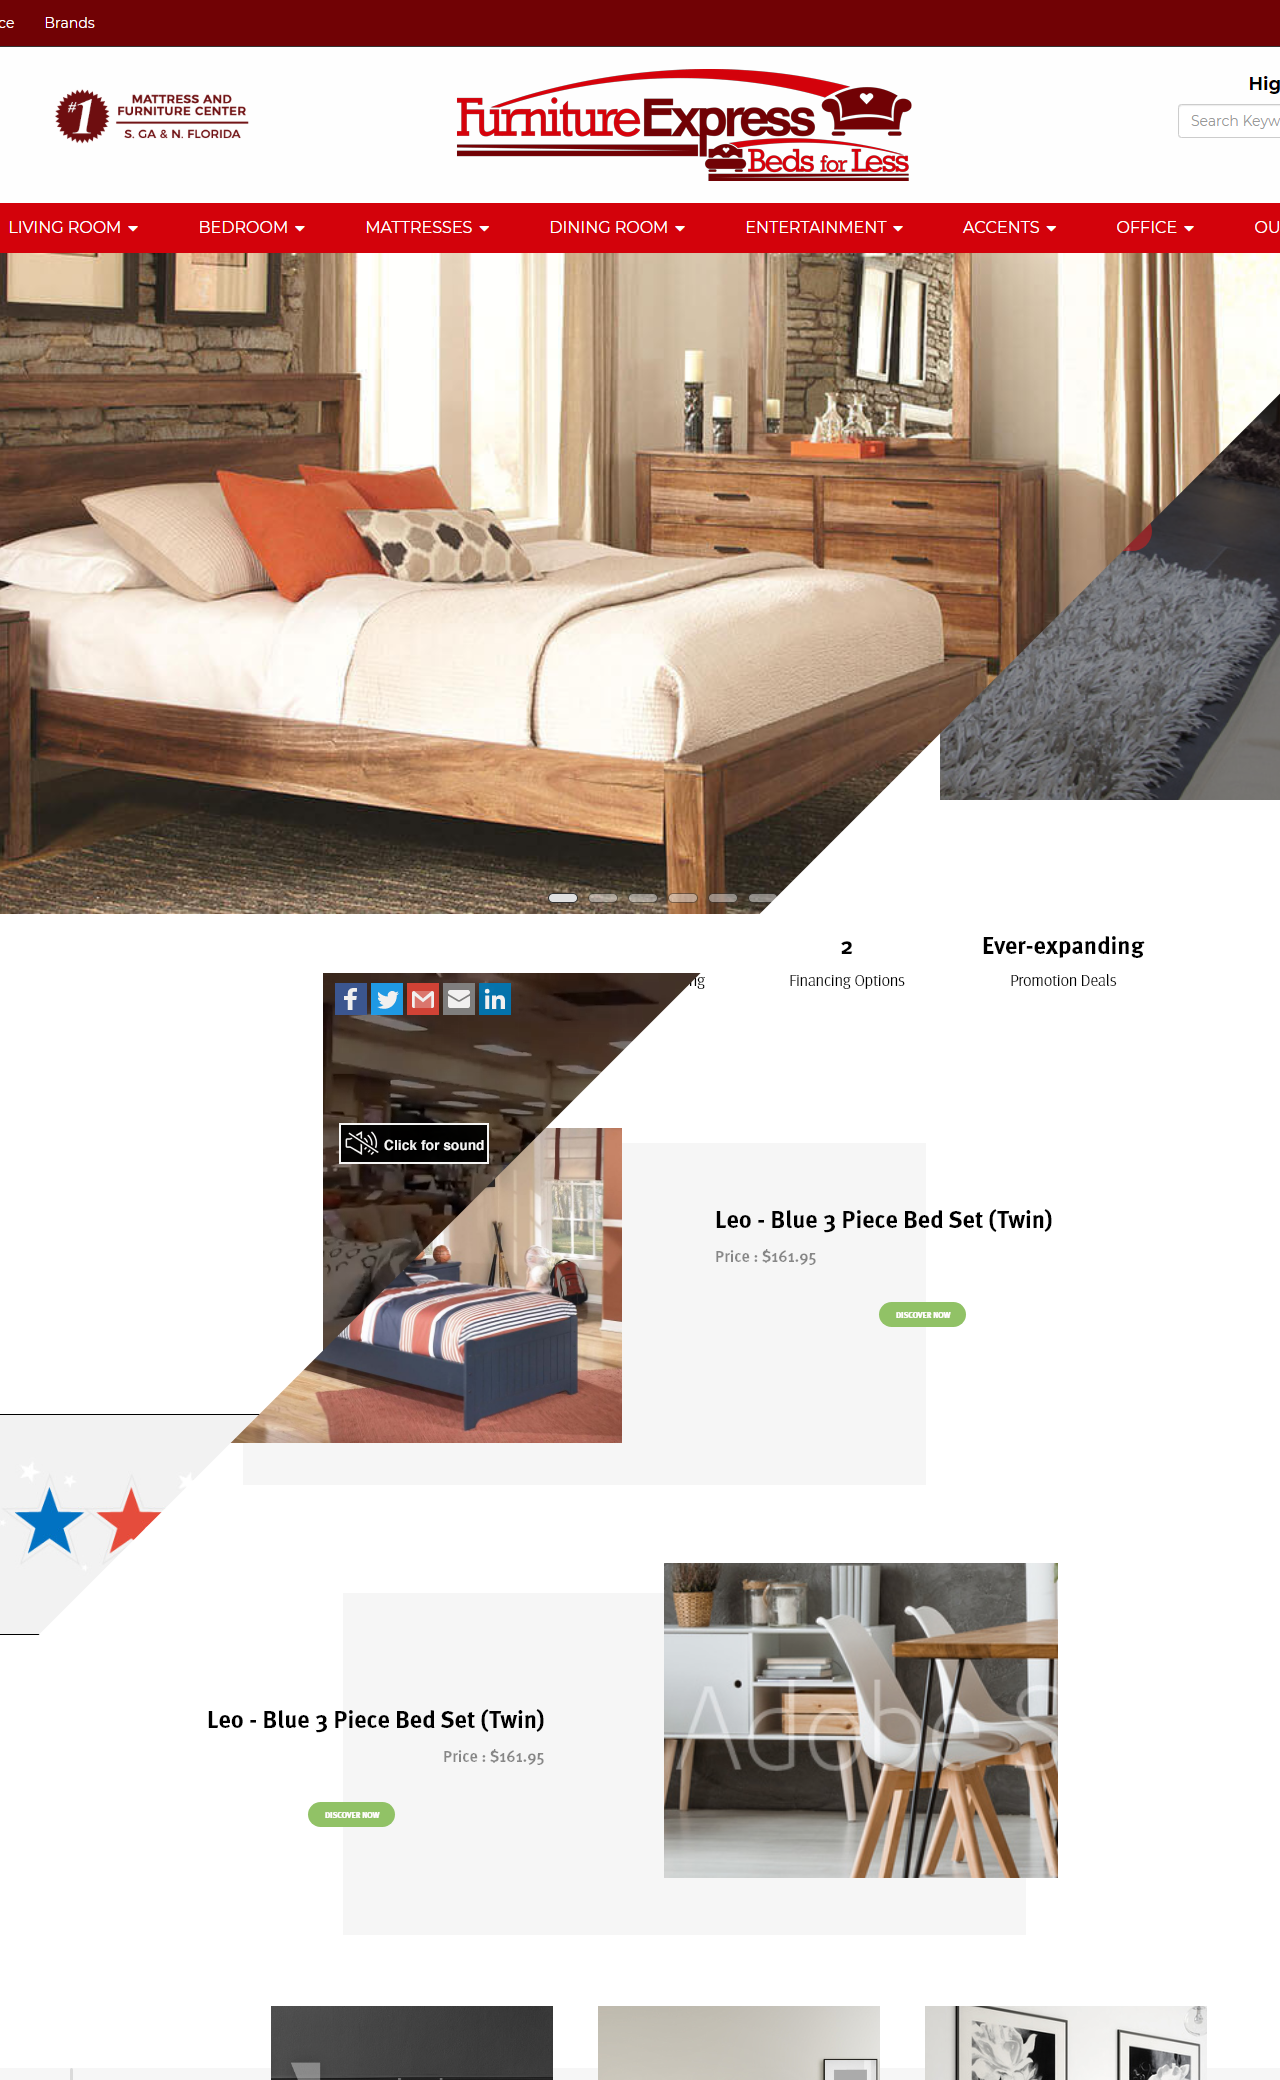 ce Brands
#1 MATTRESS AND
FURNITURE CENTER
S. GA & N. FLORIDA
FurnitureExpress
Beds for Less
Hig
Search Keyw
LIVING ROOM BEDROOM MATTRESSES DINING ROOM ENTERTAINMENT ACCENTS OFFICE OU
2 Ever-expanding
ng Financing Options Promotion Deals
Click for sound
Leo - Blue 3 Piece Bed Set (Twin)
Price : $161.95
DISCOVER NOW
Leo - Blue 3 Piece Bed Set (Twin)
Price : $161.95
DISCOVER NOW
Adobe S